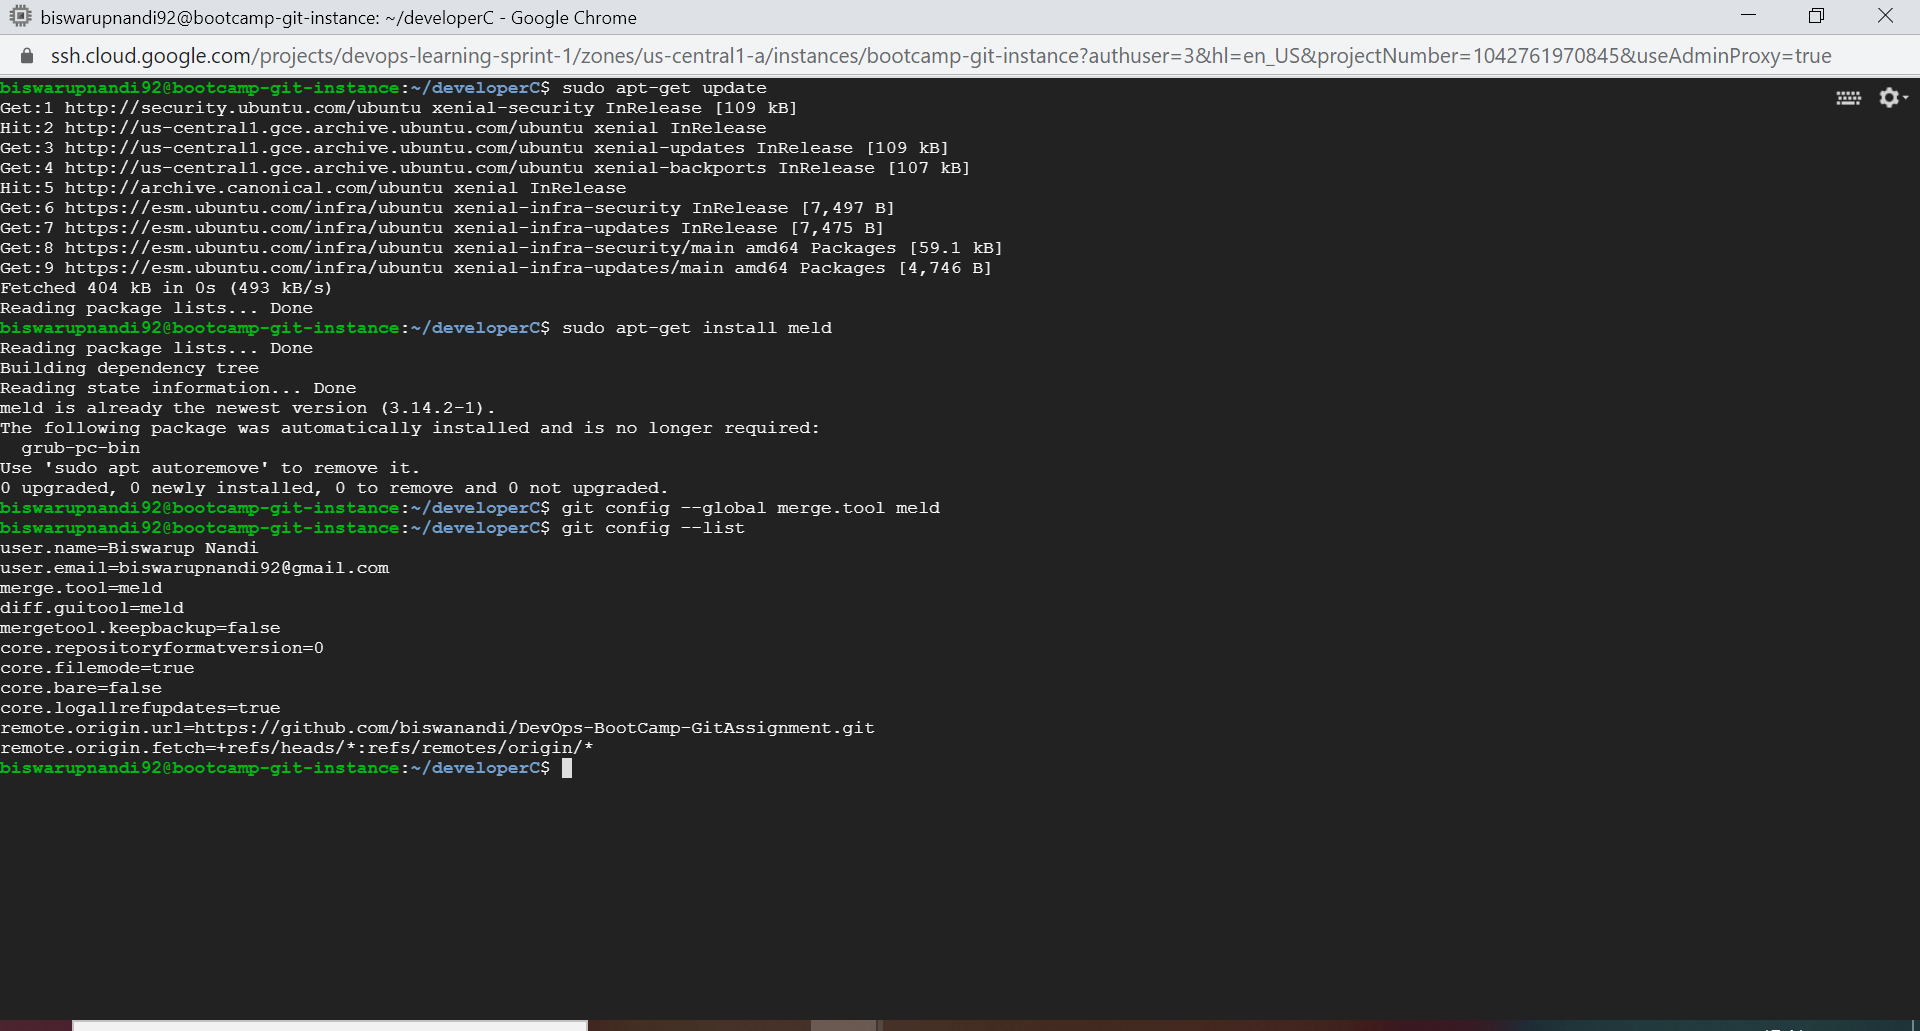 biswarupnandi92@bootcamp-git-instance: ~/developerC - Google Chrome
ssh.cloud.google.com/projects/devops-learning-sprint-1/zones/us-central1-a/instances/bootcamp-git-instance?authuser=3&hl=en_US&projectNumber=1042761970845&useAdminProxy=true
biswarupnandi92@bootcamp-git-instance:~/developerC$ sudo apt-get update
Get:1 http://security.ubuntu.com/ubuntu xenial-security InRelease [109 kB]
Hit:2 http://us-central1.gce.archive.ubuntu.com/ubuntu xenial InRelease
Get:3 http://us-central1.gce.archive.ubuntu.com/ubuntu xenial-updates InRelease [109 kB]
Get:4 http://us-central1.gce.archive.ubuntu.com/ubuntu xenial-backports InRelease [107 kB]
Hit:5 http://archive.canonical.com/ubuntu xenial InRelease
Get:6 https://esm.ubuntu.com/infra/ubuntu xenial-infra-security InRelease [7,497 B]
Get:7 https://esm.ubuntu.com/infra/ubuntu xenial-infra-updates InRelease [7,475 B]
Get:8 https://esm.ubuntu.com/infra/ubuntu xenial-infra-security/main amd64 Packages [59.1 kB]
Get:9 https://esm.ubuntu.com/infra/ubuntu xenial-infra-updates/main amd64 Packages [4,746 B]
Fetched 404 kB in 0s (493 kB/s)
Reading package lists... Done
biswarupnandi92@bootcamp-git-instance:~/developerC$ sudo apt-get install meld
Reading package lists... Done
Building dependency tree
Reading state information... Done
meld is already the newest version (3.14.2-1).
The following package was automatically installed and is no longer required:
  grub-pc-bin
Use 'sudo apt autoremove' to remove it.
0 upgraded, 0 newly installed, 0 to remove and 0 not upgraded.
biswarupnandi92@bootcamp-git-instance:~/developerC$ git config --global merge.tool meld
biswarupnandi92@bootcamp-git-instance:~/developerC$ git config --list
user.name=Biswarup Nandi
user.email=biswarupnandi92@gmail.com
merge.tool=meld
diff.guitool=meld
mergetool.keepbackup=false
core.repositoryformatversion=0
core.filemode=true
core.bare=false
core.logallrefupdates=true
remote.origin.url=https://github.com/biswanandi/DevOps-BootCamp-GitAssignment.git
remote.origin.fetch=+refs/heads/*:refs/remotes/origin/*
biswarupnandi92@bootcamp-git-instance:~/developerC$